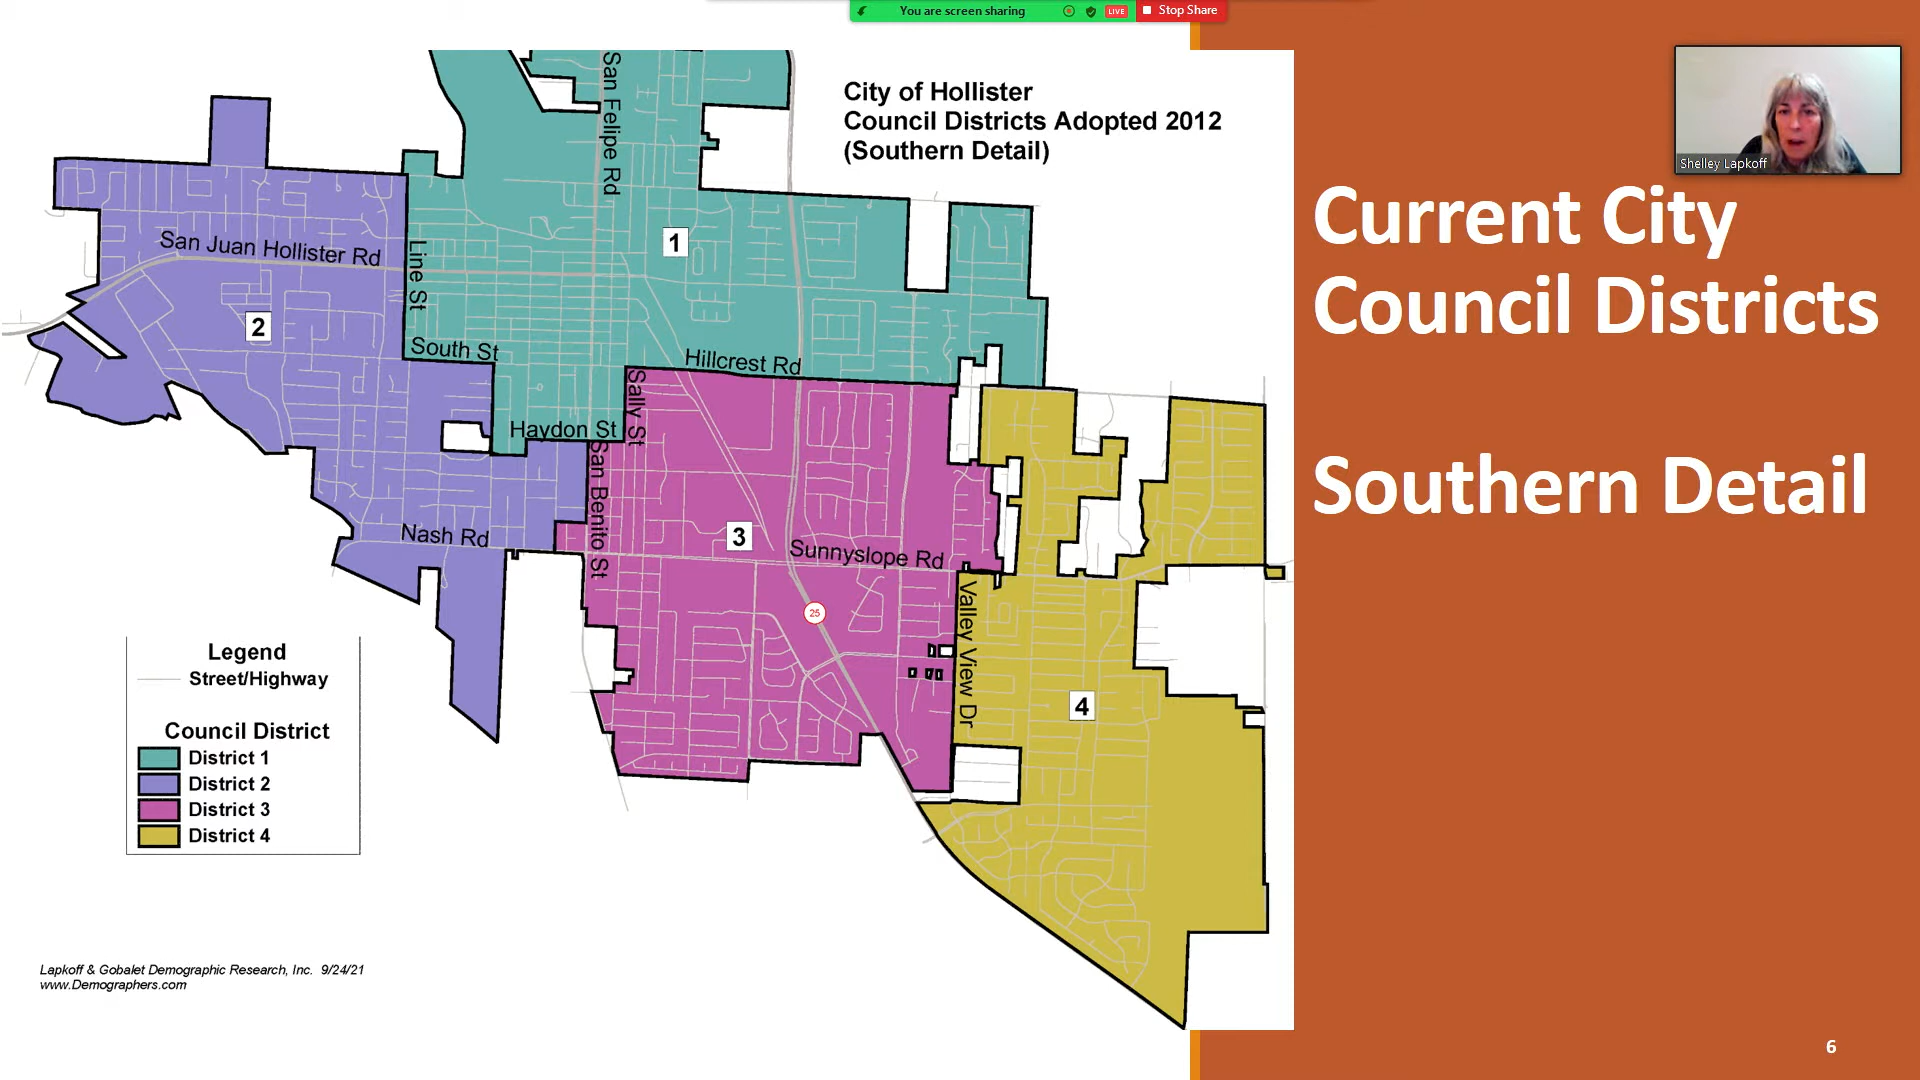 You are screen sharing
LIVE
Stop Share
City of Hollister
Council Districts Adopted 2012
(Southern Detail)
Shelley Lapkoff
Current City
Council Districts
Southern Detail
San Felipe Rd
1
San Juan Hollister Rd
Line St
2
South St
Hillcrest Rd
Sally St
Haydon St
San Benito St
Nash Rd
3
Sunnyslope Rd
25
Valley View Dr
4
Legend
Street/Highway
Council District
District 1
District 2
District 3
District 4
Lapkoff & Gobalet Demographic Research, Inc. 9/24/21
www.Demographers.com
6